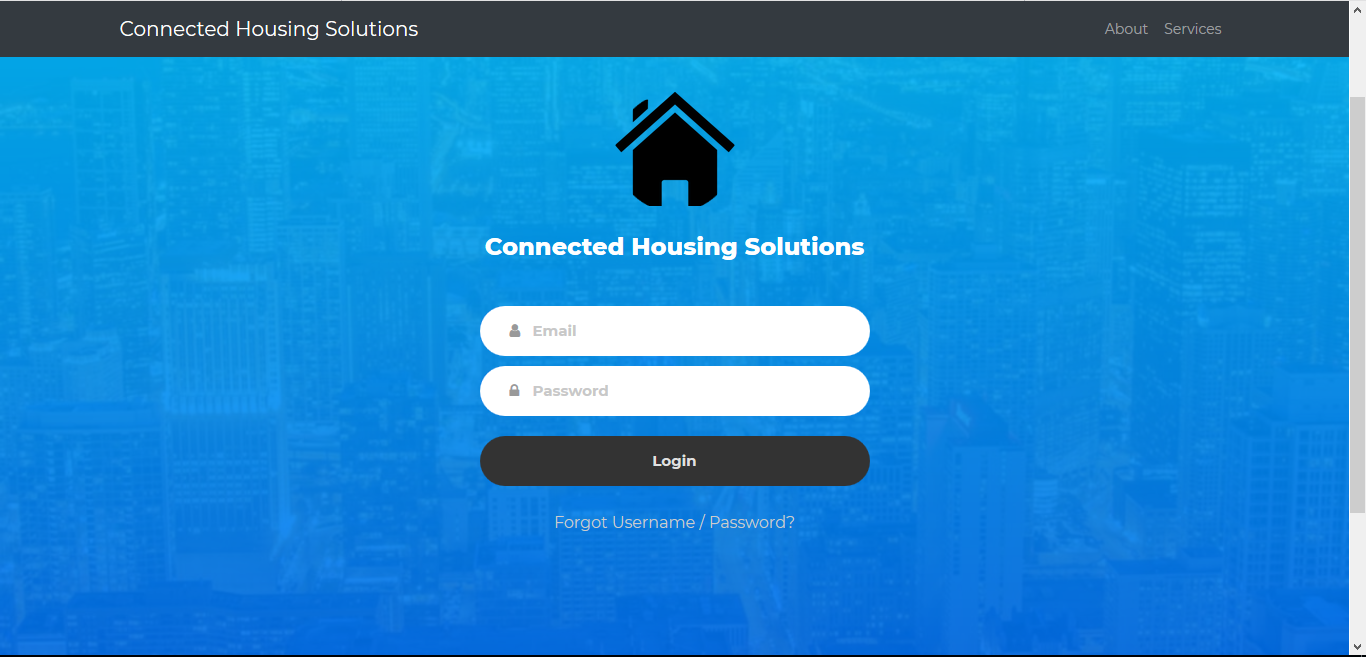 Connected Housing Solutions
About Services
Connected Housing Solutions
Email
Password
Login
Forgot Username / Password?